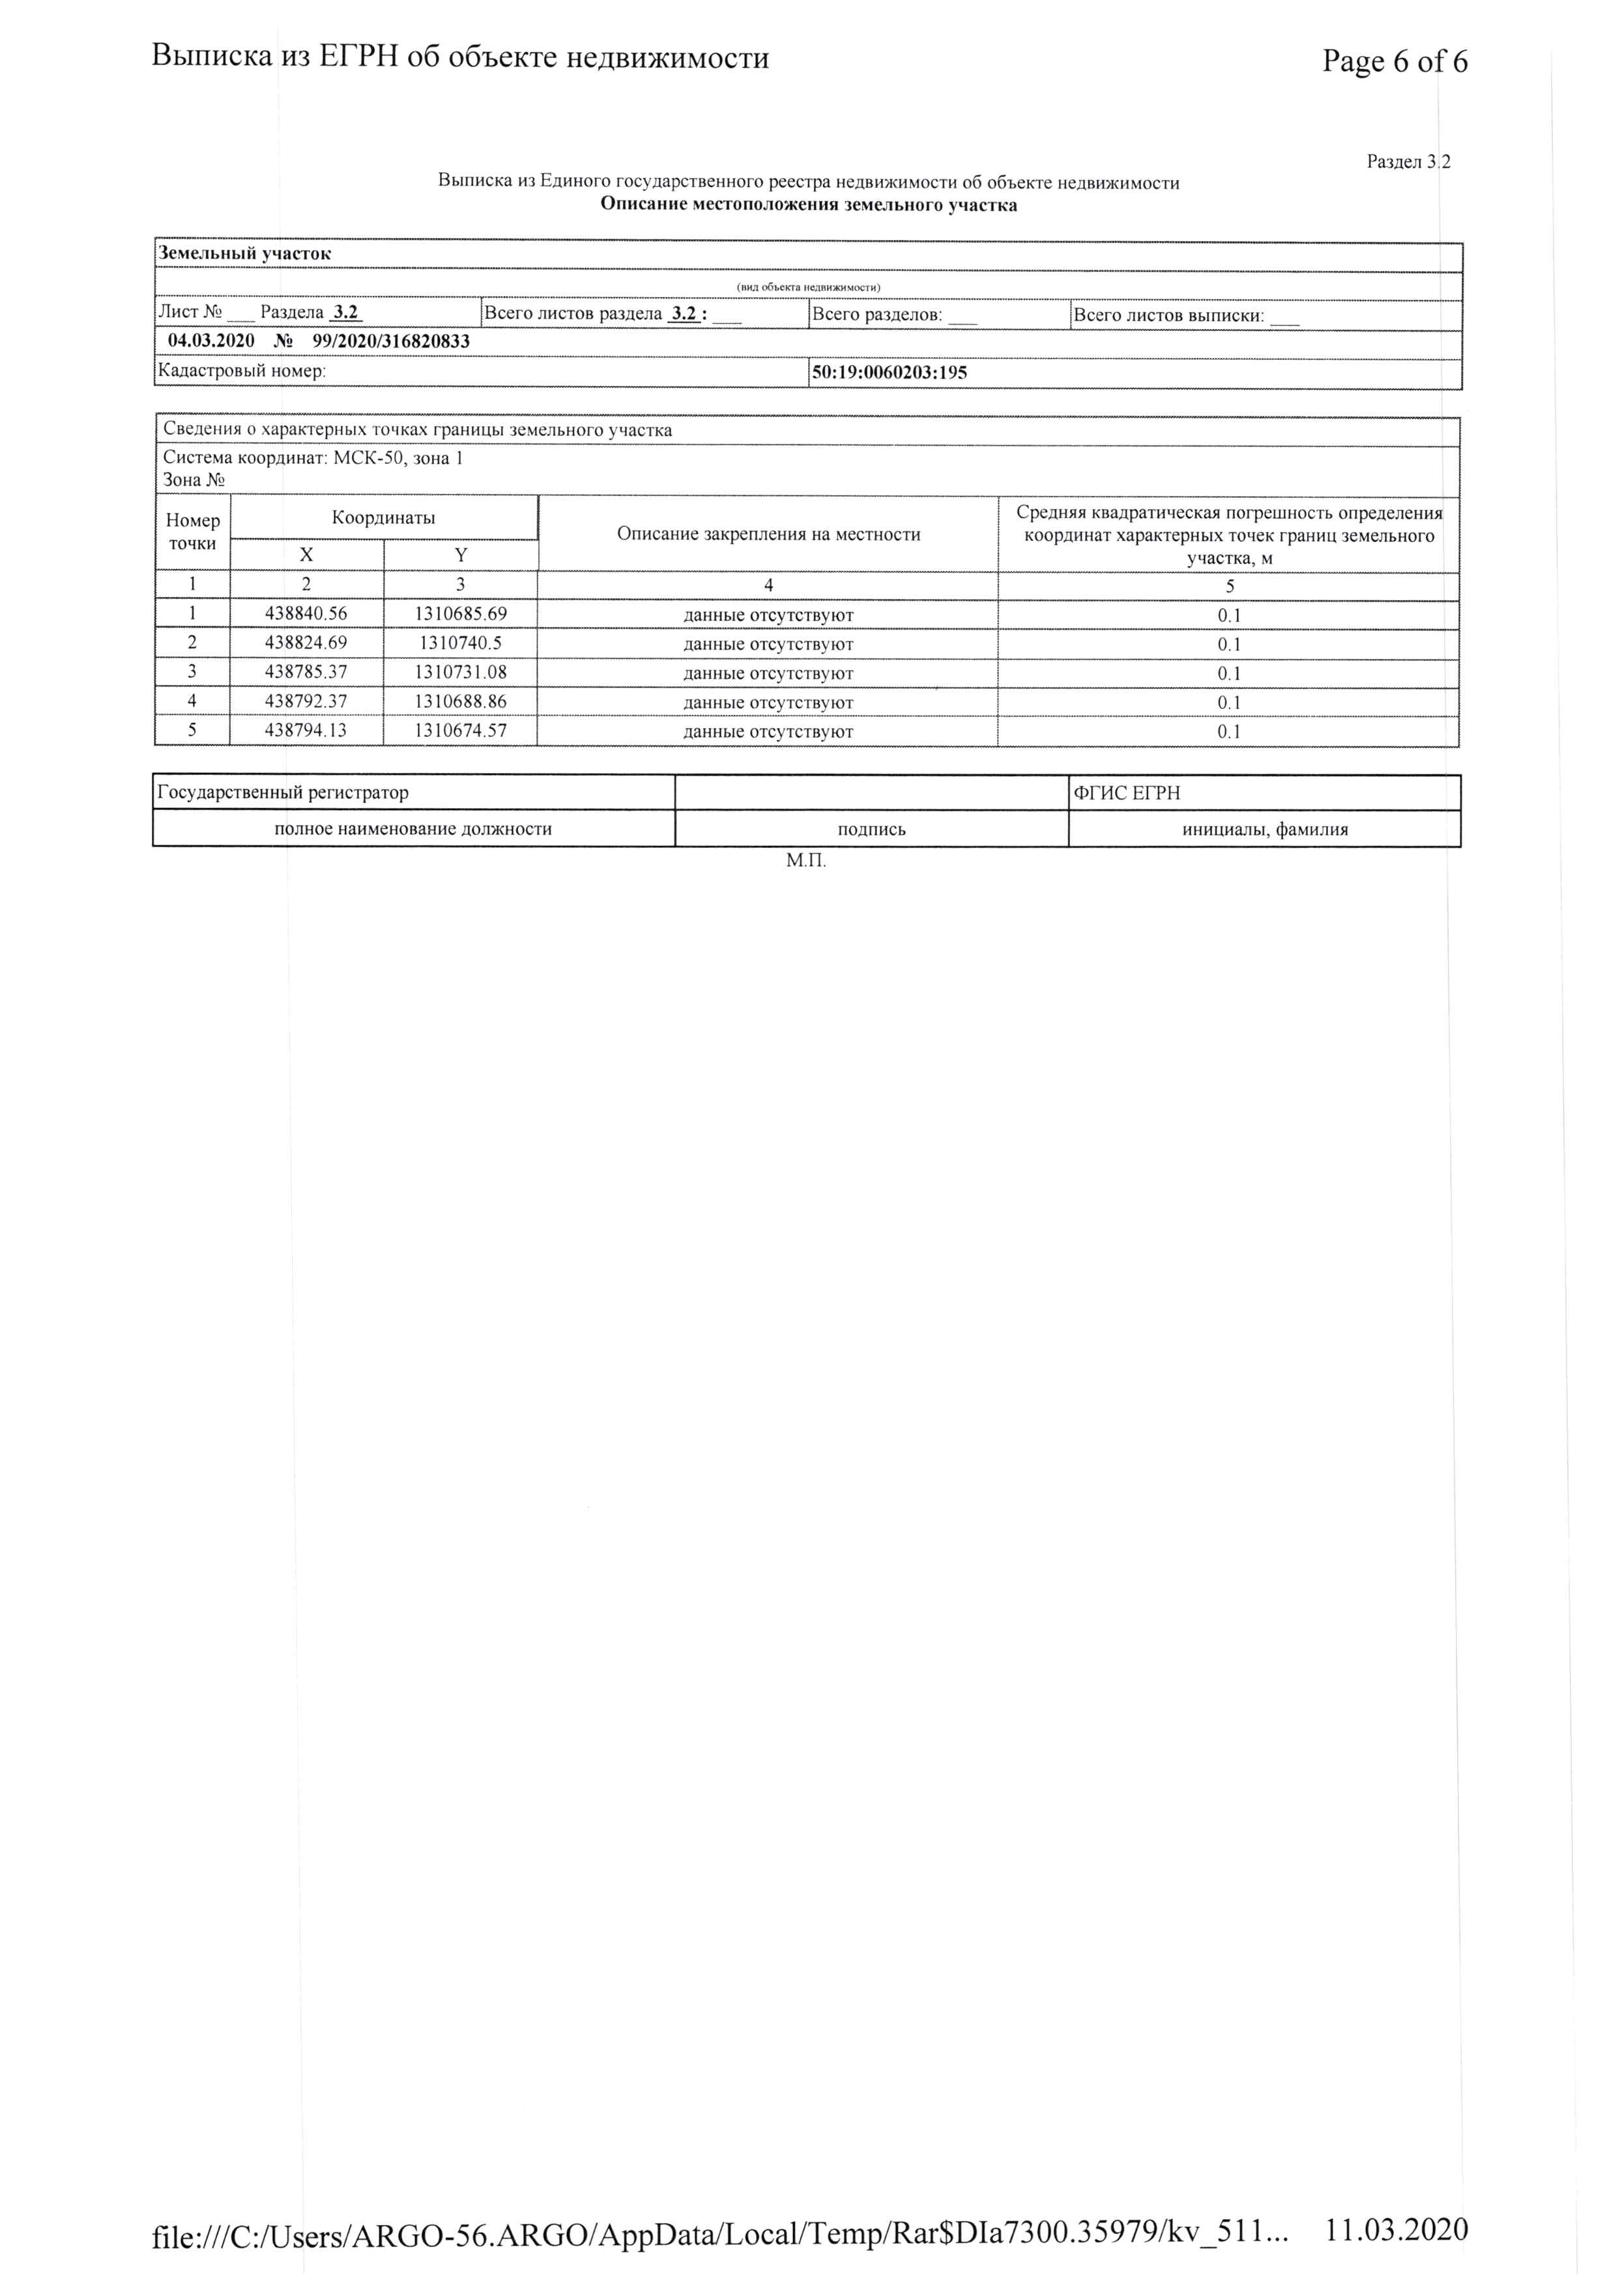 Выписка из ЕГРН об объекте недвижимости Page 6 of 6
Раздел 3.2
Выписка из Единого государственного реестра недвижимости об объекте недвижимости
Описание местоположения земельного участка
Земельный участок
(вид объекта недвижимости)
Лист № ___ Раздела 3.2 Всего листов раздела 3.2 : ___ Всего разделов: ___ Всего листов выписки: ___
04.03.2020 № 99/2020/316820833
Кадастровый номер: 50:19:0060203:195
Сведения о характерных точках границы земельного участка
Система координат: МСК-50, зона 1
Зона №
Номер точки Координаты Описание закрепления на местности Средняя квадратическая погрешность определения координат характерных точек границ земельного участка, м
X Y
1 2 3 4 5
1 438840.56 1310685.69 данные отсутствуют 0.1
2 438824.69 1310740.5 данные отсутствуют 0.1
3 438785.37 1310731.08 данные отсутствуют 0.1
4 438792.37 1310688.86 данные отсутствуют 0.1
5 438794.13 1310674.57 данные отсутствуют 0.1
Государственный регистратор ФГИС ЕГРН
полное наименование должности подпись инициалы, фамилия
М.П.
file:///C:/Users/ARGO-56.ARGO/AppData/Local/Temp/Rar$DIa7300.35979/kv_511... 11.03.2020